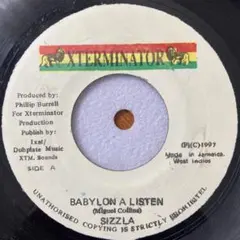 XTERMINATOR
Produced by:
Phillip Burrell
For Xterminator
Production
Publish by:
Ixat/
Dubplate Music
XTM. Sounds
SIDE A
℗(C)1997
Made in Jamaica,
West Indies
BABYLON A LISTEN
(Miguel Collins)
SIZZLA
UNAUTHORISED COPYING IS STRICTLY PROHIBITED